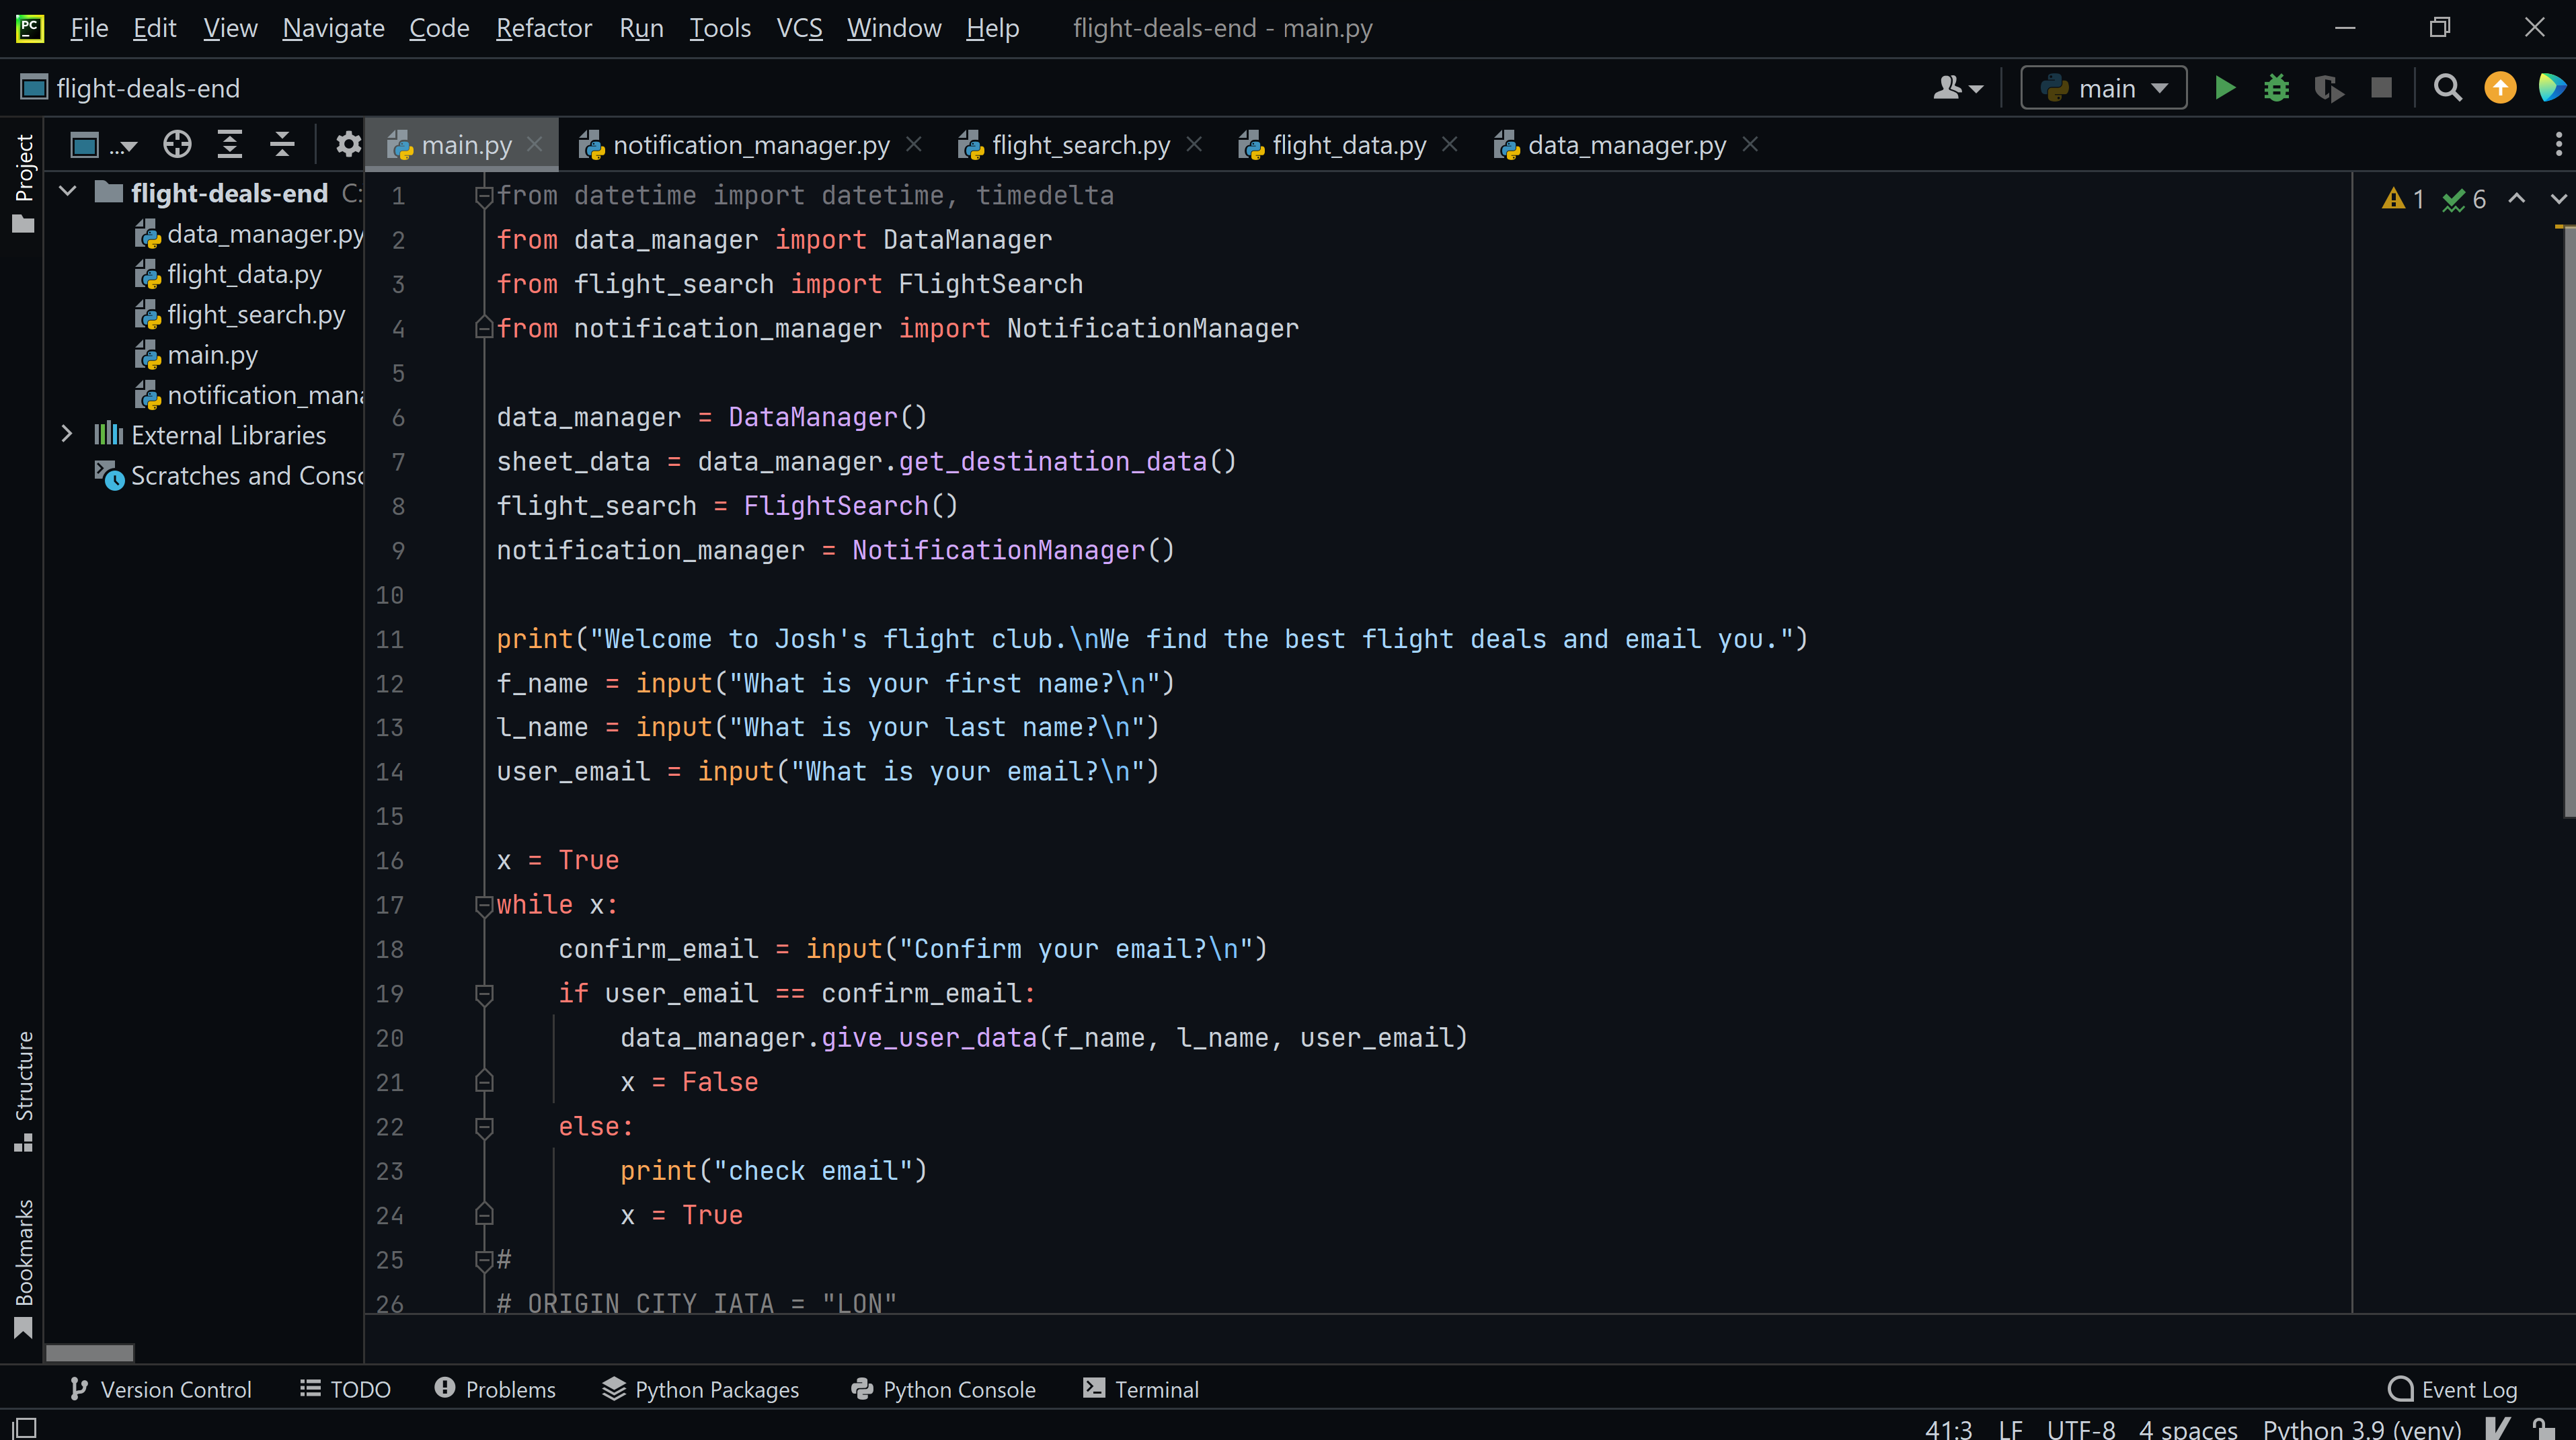 PC File Edit View Navigate Code Refactor Run Tools VCS Window Help flight-deals-end - main.py
flight-deals-end main
Project ... main.py notification_manager.py flight_search.py flight_data.py data_manager.py
flight-deals-end C:
data_manager.py
flight_data.py
flight_search.py
main.py
notification_mana
External Libraries
Scratches and Conso
1 from datetime import datetime, timedelta
2 from data_manager import DataManager
3 from flight_search import FlightSearch
4 from notification_manager import NotificationManager
5
6 data_manager = DataManager()
7 sheet_data = data_manager.get_destination_data()
8 flight_search = FlightSearch()
9 notification_manager = NotificationManager()
10
11 print("Welcome to Josh's flight club.\nWe find the best flight deals and email you.")
12 f_name = input("What is your first name?\n")
13 l_name = input("What is your last name?\n")
14 user_email = input("What is your email?\n")
15
16 x = True
17 while x:
18 confirm_email = input("Confirm your email?\n")
19 if user_email == confirm_email:
20 data_manager.give_user_data(f_name, l_name, user_email)
21 x = False
22 else:
23 print("check email")
24 x = True
25 #
26 # ORIGIN_CITY_IATA = "LON"
1 6
Structure
Bookmarks
Version Control TODO Problems Python Packages Python Console Terminal Event Log
41:3 LF UTF-8 4 spaces Python 3.9 (venv)